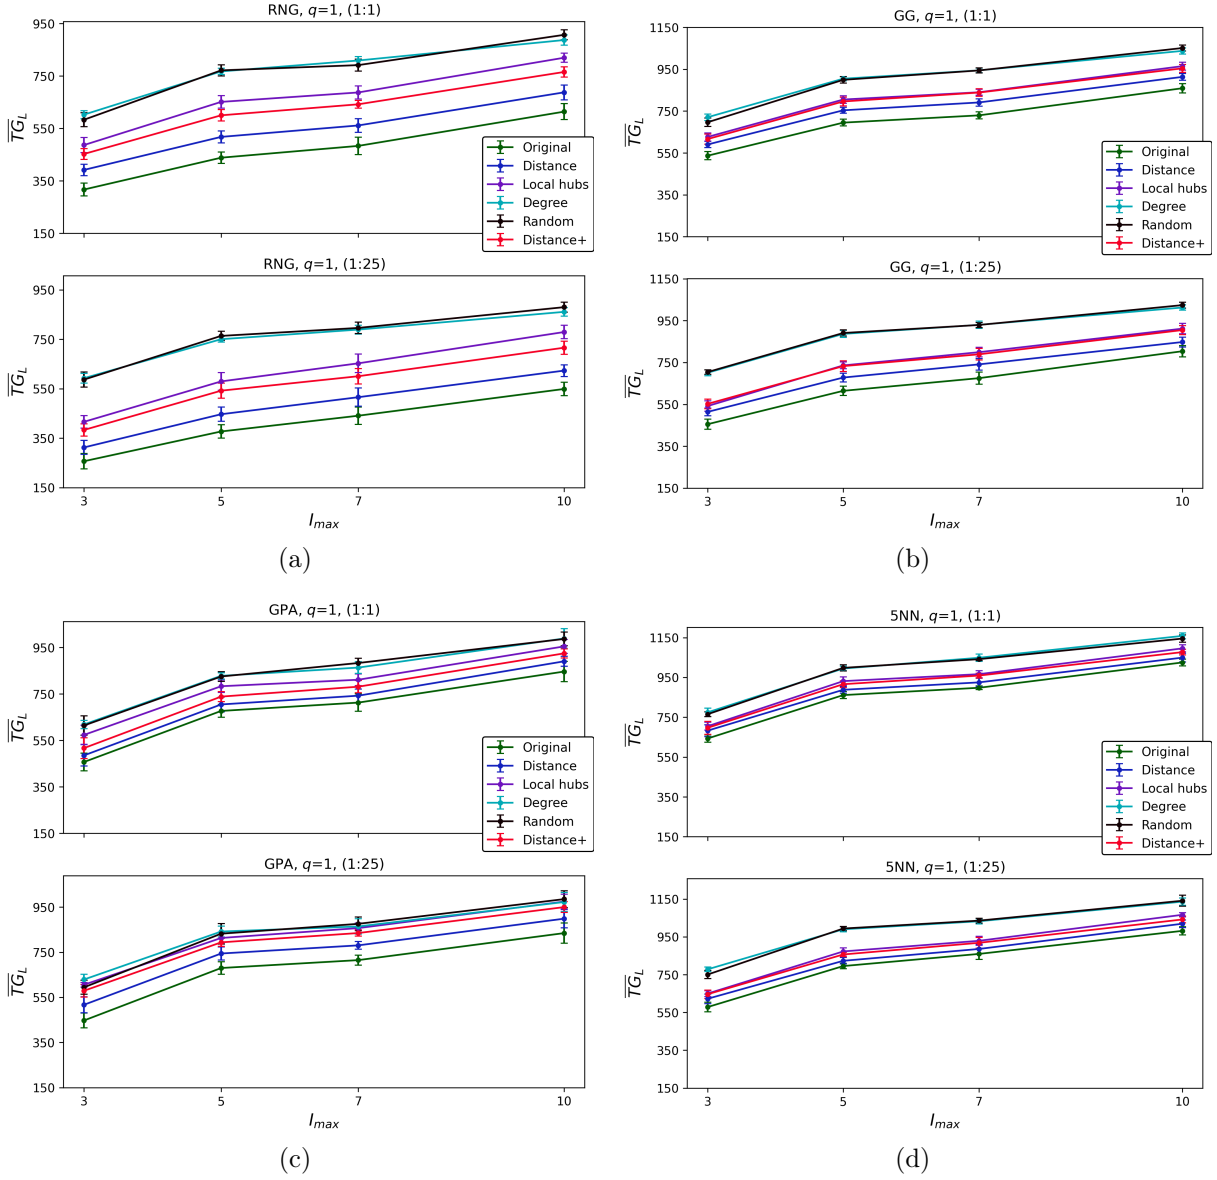 RNG, q=1, (1:1)
950
750
550
350
150
TG_L
Original
Distance
Local hubs
Degree
Random
Distance+
RNG, q=1, (1:25)
950
750
550
350
150
TG_L
3 5 7 10
I_max
(a)
GG, q=1, (1:1)
1150
950
750
550
350
150
TG_L
Original
Distance
Local hubs
Degree
Random
Distance+
GG, q=1, (1:25)
1150
950
750
550
350
150
TG_L
3 5 7 10
I_max
(b)
GPA, q=1, (1:1)
950
750
550
350
150
TG_L
Original
Distance
Local hubs
Degree
Random
Distance+
GPA, q=1, (1:25)
950
750
550
350
150
TG_L
3 5 7 10
I_max
(c)
5NN, q=1, (1:1)
1150
950
750
550
350
150
TG_L
Original
Distance
Local hubs
Degree
Random
Distance+
5NN, q=1, (1:25)
1150
950
750
550
350
150
TG_L
3 5 7 10
I_max
(d)